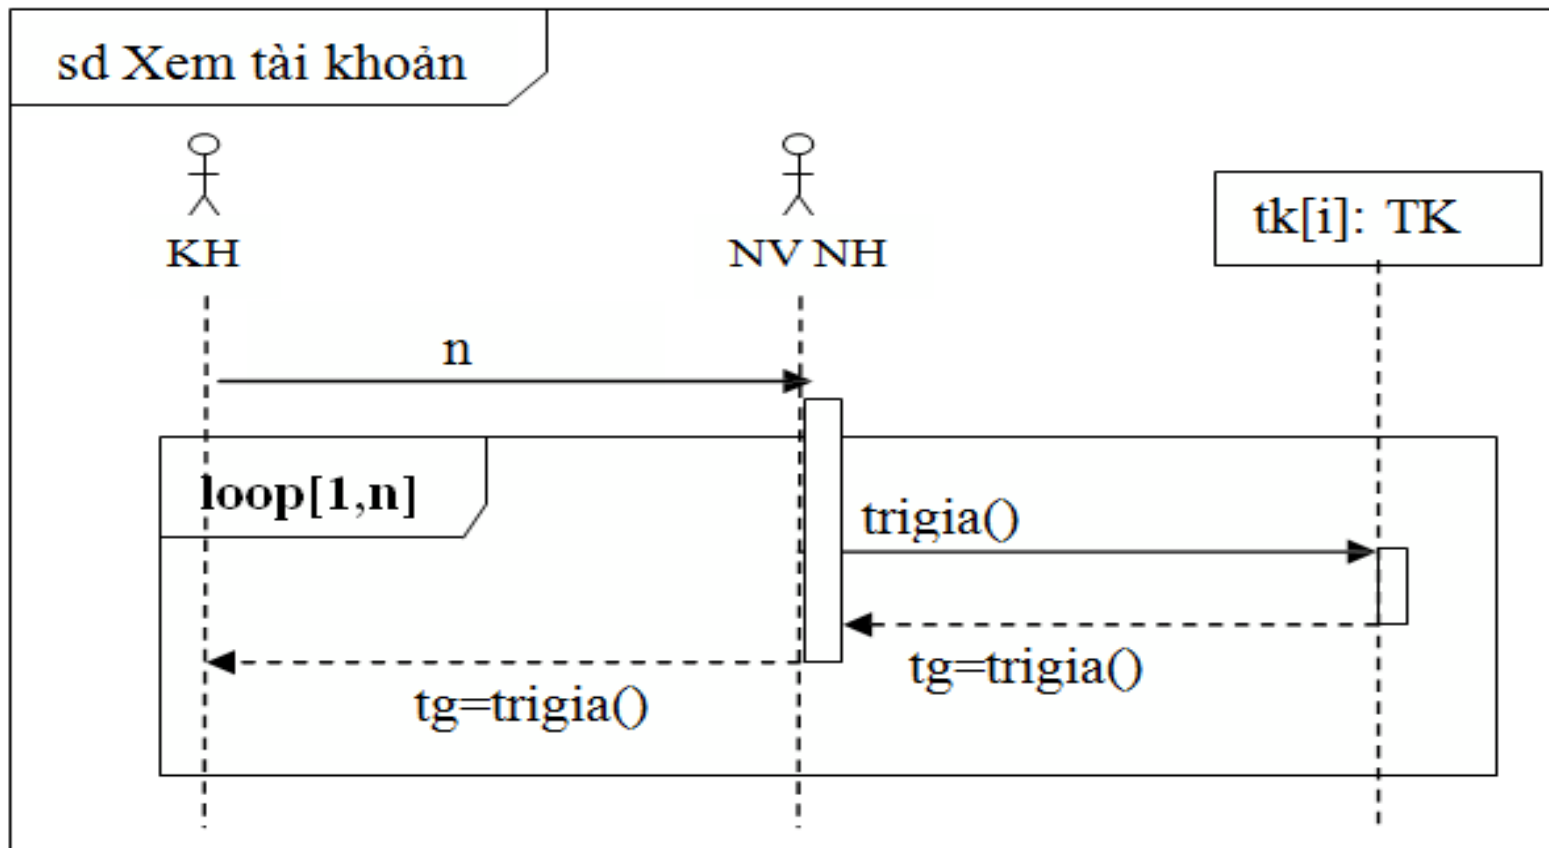 sd Xem tài khoản
KH
NV NH
tk[i]: TK
n
loop[1,n]
trigia()
tg=trigia()
tg=trigia()